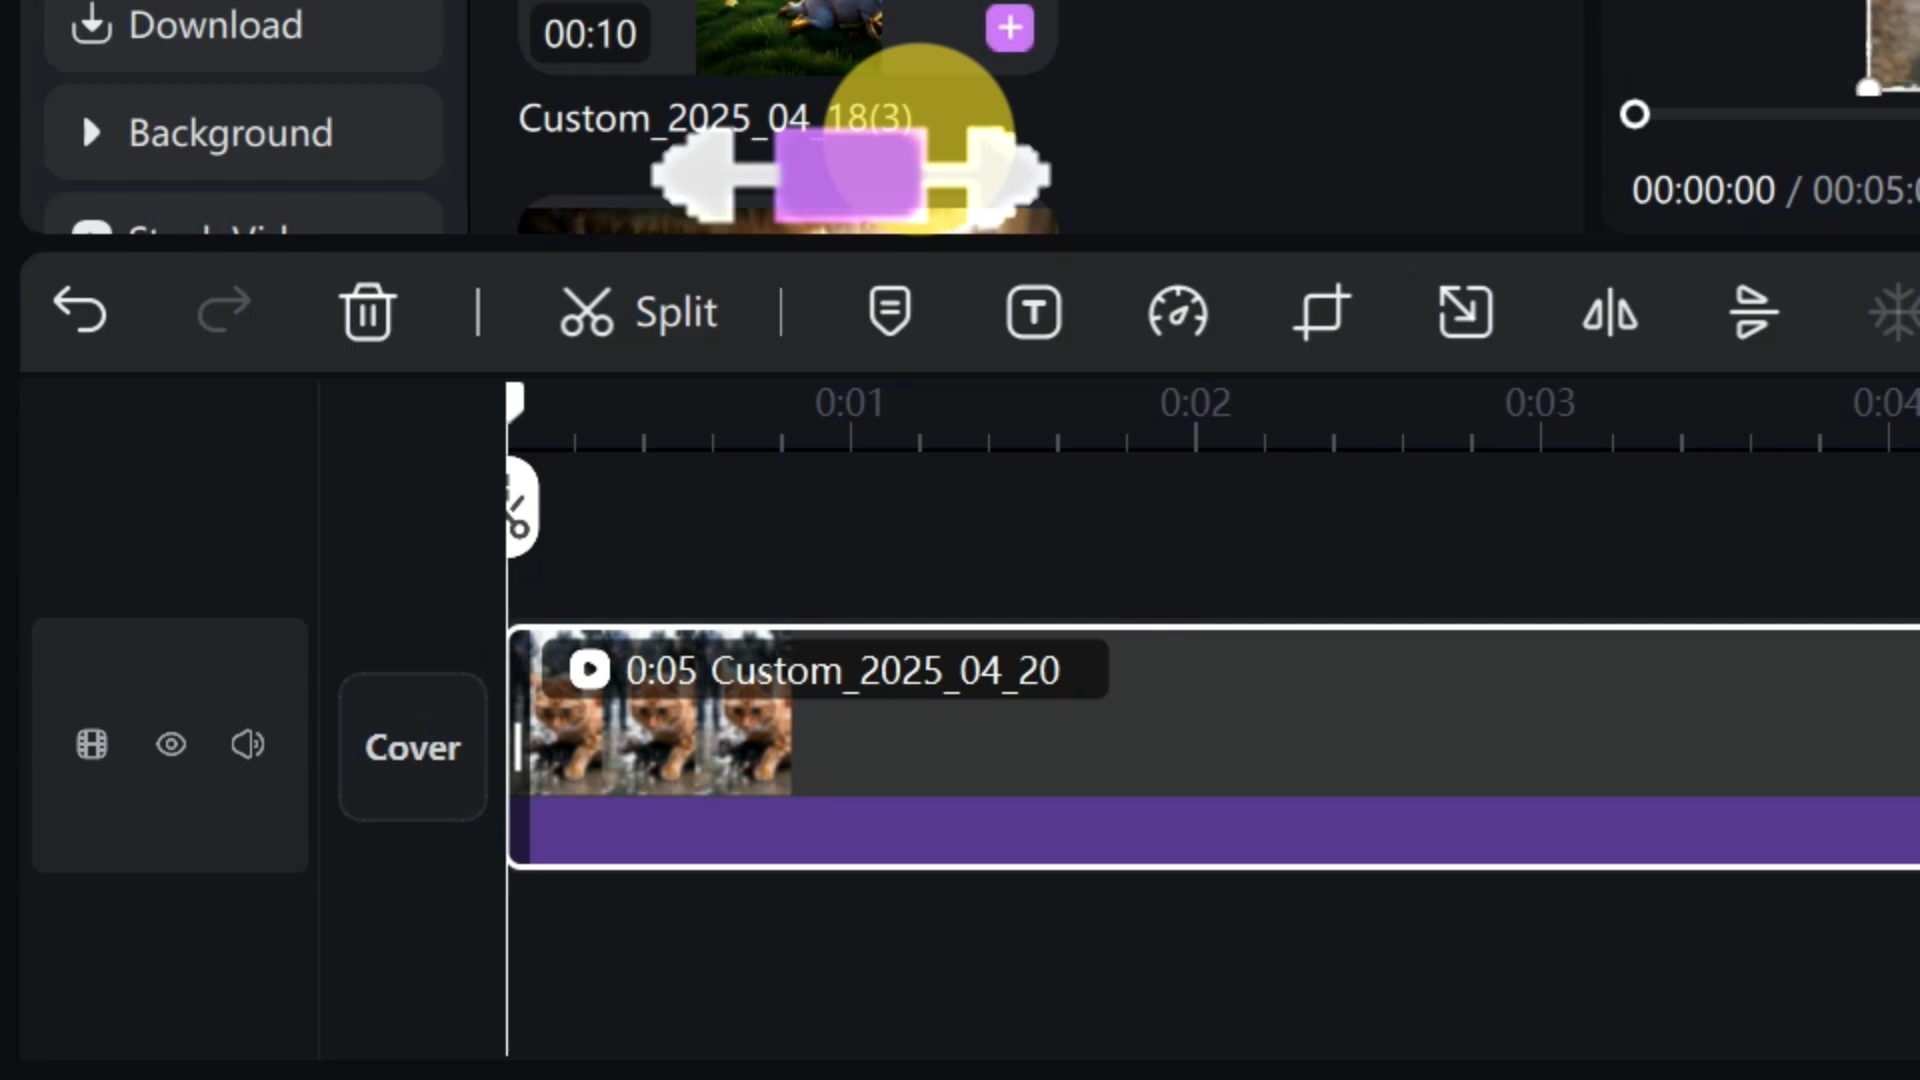 Download
00:10
Custom_2025_04_18(3)
Background
00:00:00 / 00:05:
Split
0:01
0:02
0:03
0:04
0:05 Custom_2025_04_20
Cover